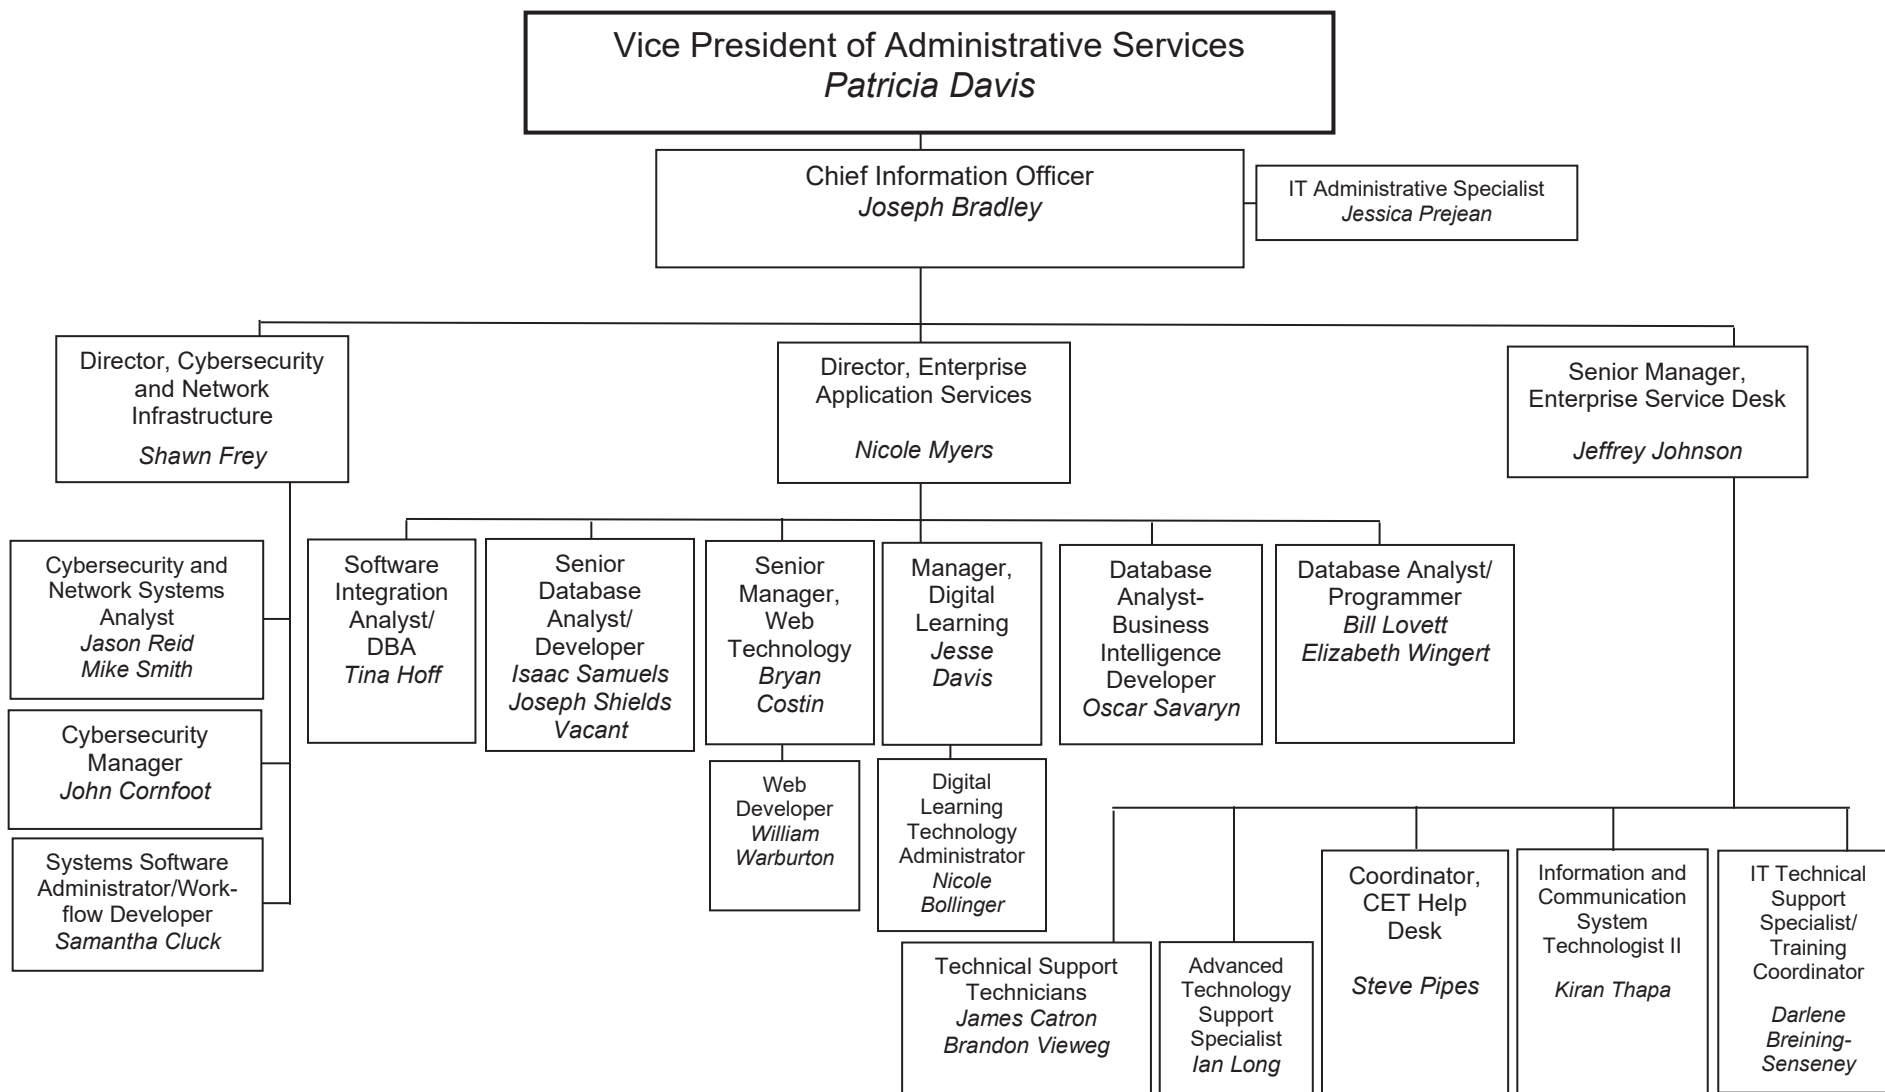 Vice President of Administrative Services
Patricia Davis
Chief Information Officer
Joseph Bradley
IT Administrative Specialist
Jessica Prejean
Director, Cybersecurity
and Network
Infrastructure
Shawn Frey
Director, Enterprise
Application Services
Nicole Myers
Senior Manager,
Enterprise Service Desk
Jeffrey Johnson
Cybersecurity and
Network Systems
Analyst
Jason Reid
Mike Smith
Cybersecurity
Manager
John Cornfoot
Systems Software
Administrator/Work-
flow Developer
Samantha Cluck
Software
Integration
Analyst/
DBA
Tina Hoff
Senior
Database
Analyst/
Developer
Isaac Samuels
Joseph Shields
Vacant
Senior
Manager,
Web
Technology
Bryan
Costin
Manager,
Digital
Learning
Jesse
Davis
Database
Analyst-
Business
Intelligence
Developer
Oscar Savaryn
Database Analyst/
Programmer
Bill Lovett
Elizabeth Wingert
Web
Developer
William
Warburton
Digital
Learning
Technology
Administrator
Nicole
Bollinger
Technical Support
Technicians
James Catron
Brandon Vieweg
Advanced
Technology
Support
Specialist
Ian Long
Coordinator,
CET Help
Desk
Steve Pipes
Information and
Communication
System
Technologist II
Kiran Thapa
IT Technical
Support
Specialist/
Training
Coordinator
Darlene
Breining-
Senseney